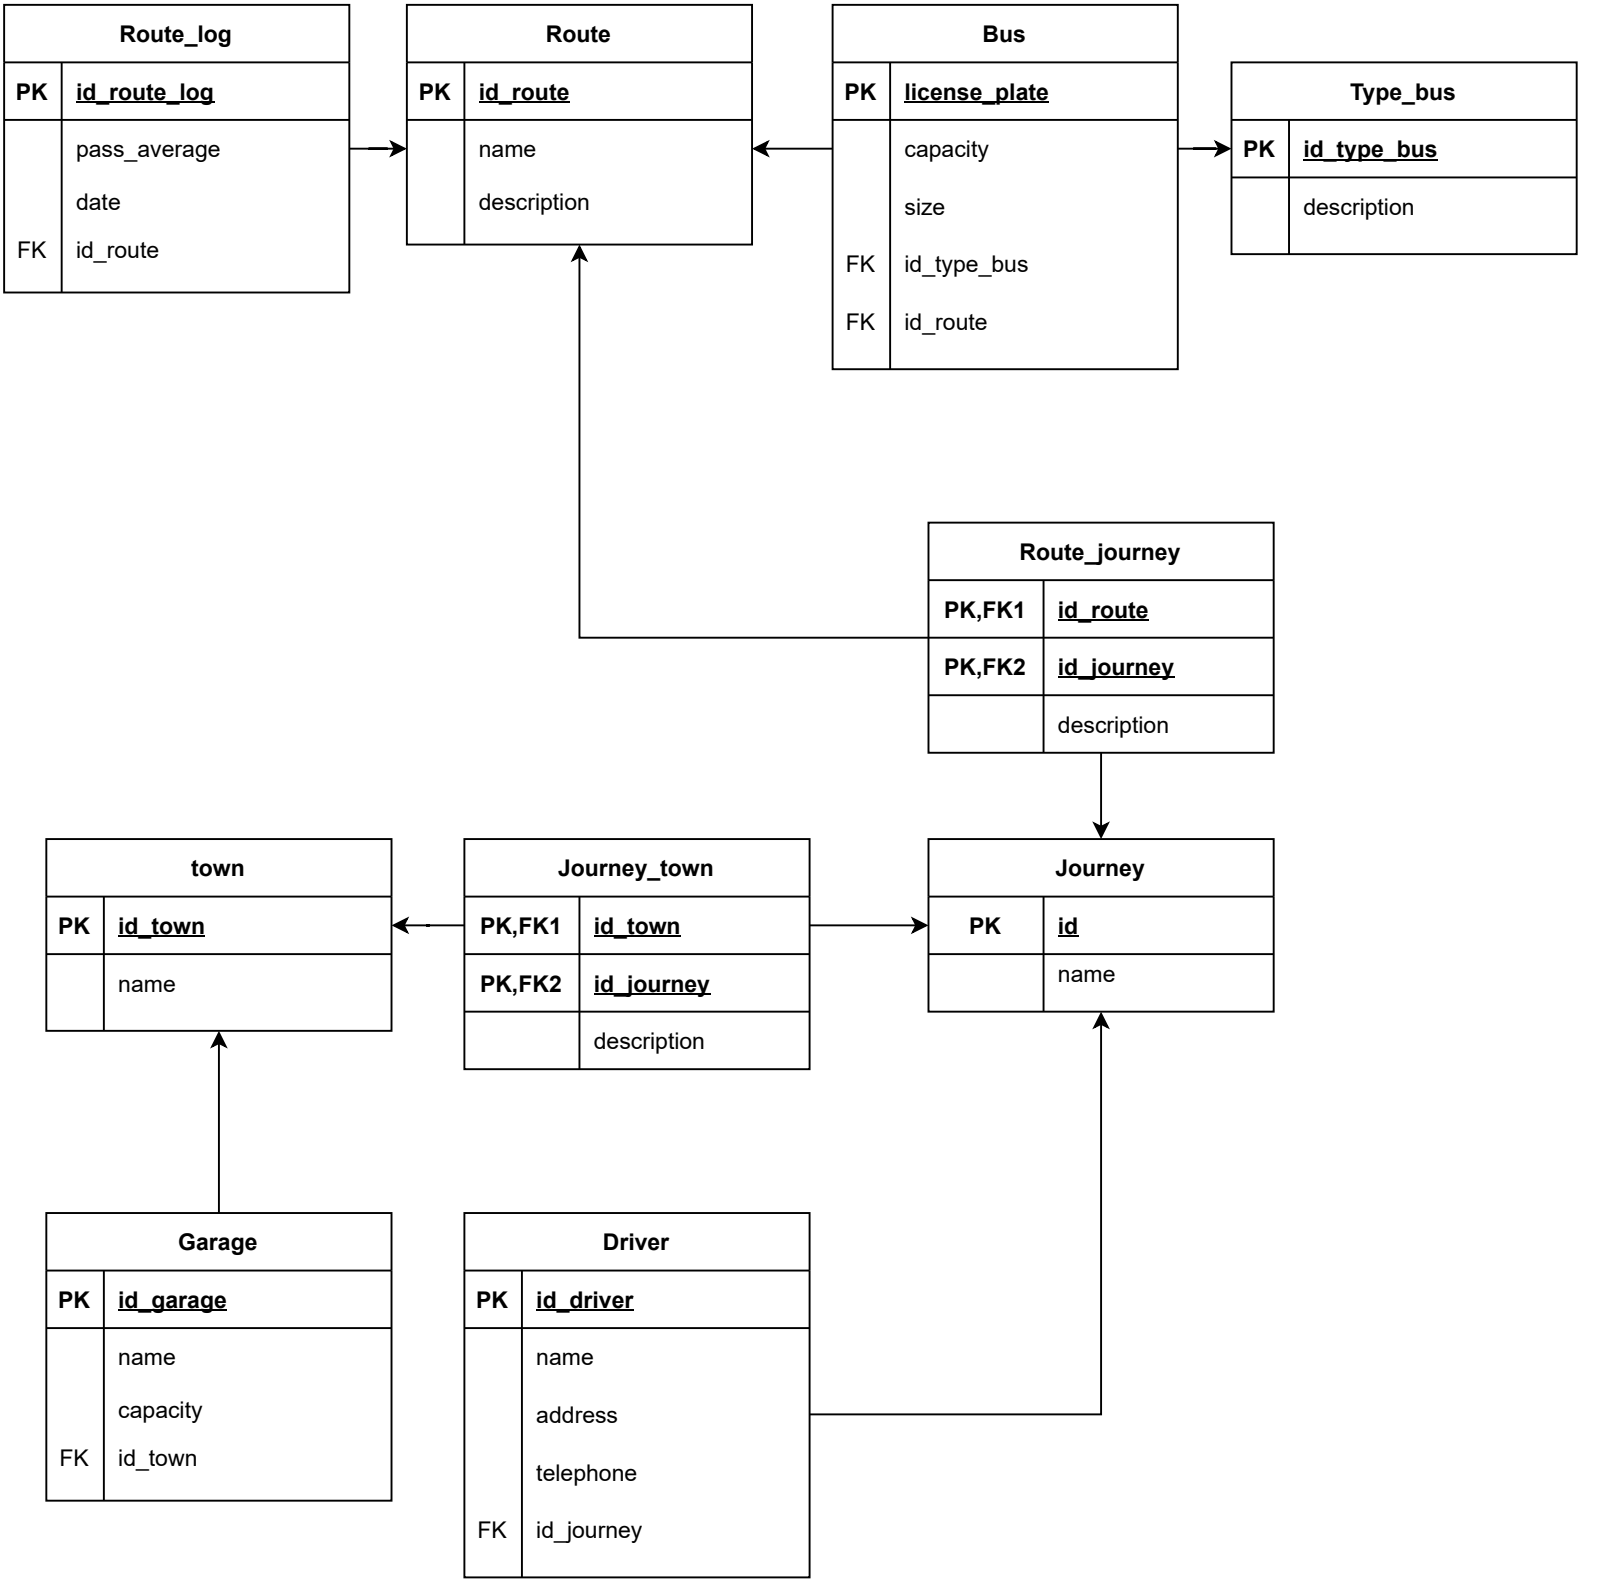 Route_log
PK id_route_log
pass_average
date
FK id_route
Route
PK id_route
name
description
Bus
PK license_plate
capacity
size
FK id_type_bus
FK id_route
Type_bus
PK id_type_bus
description
Route_journey
PK,FK1 id_route
PK,FK2 id_journey
description
town
PK id_town
name
Journey_town
PK,FK1 id_town
PK,FK2 id_journey
description
Journey
PK id
name
Garage
PK id_garage
name
capacity
FK id_town
Driver
PK id_driver
name
address
telephone
FK id_journey